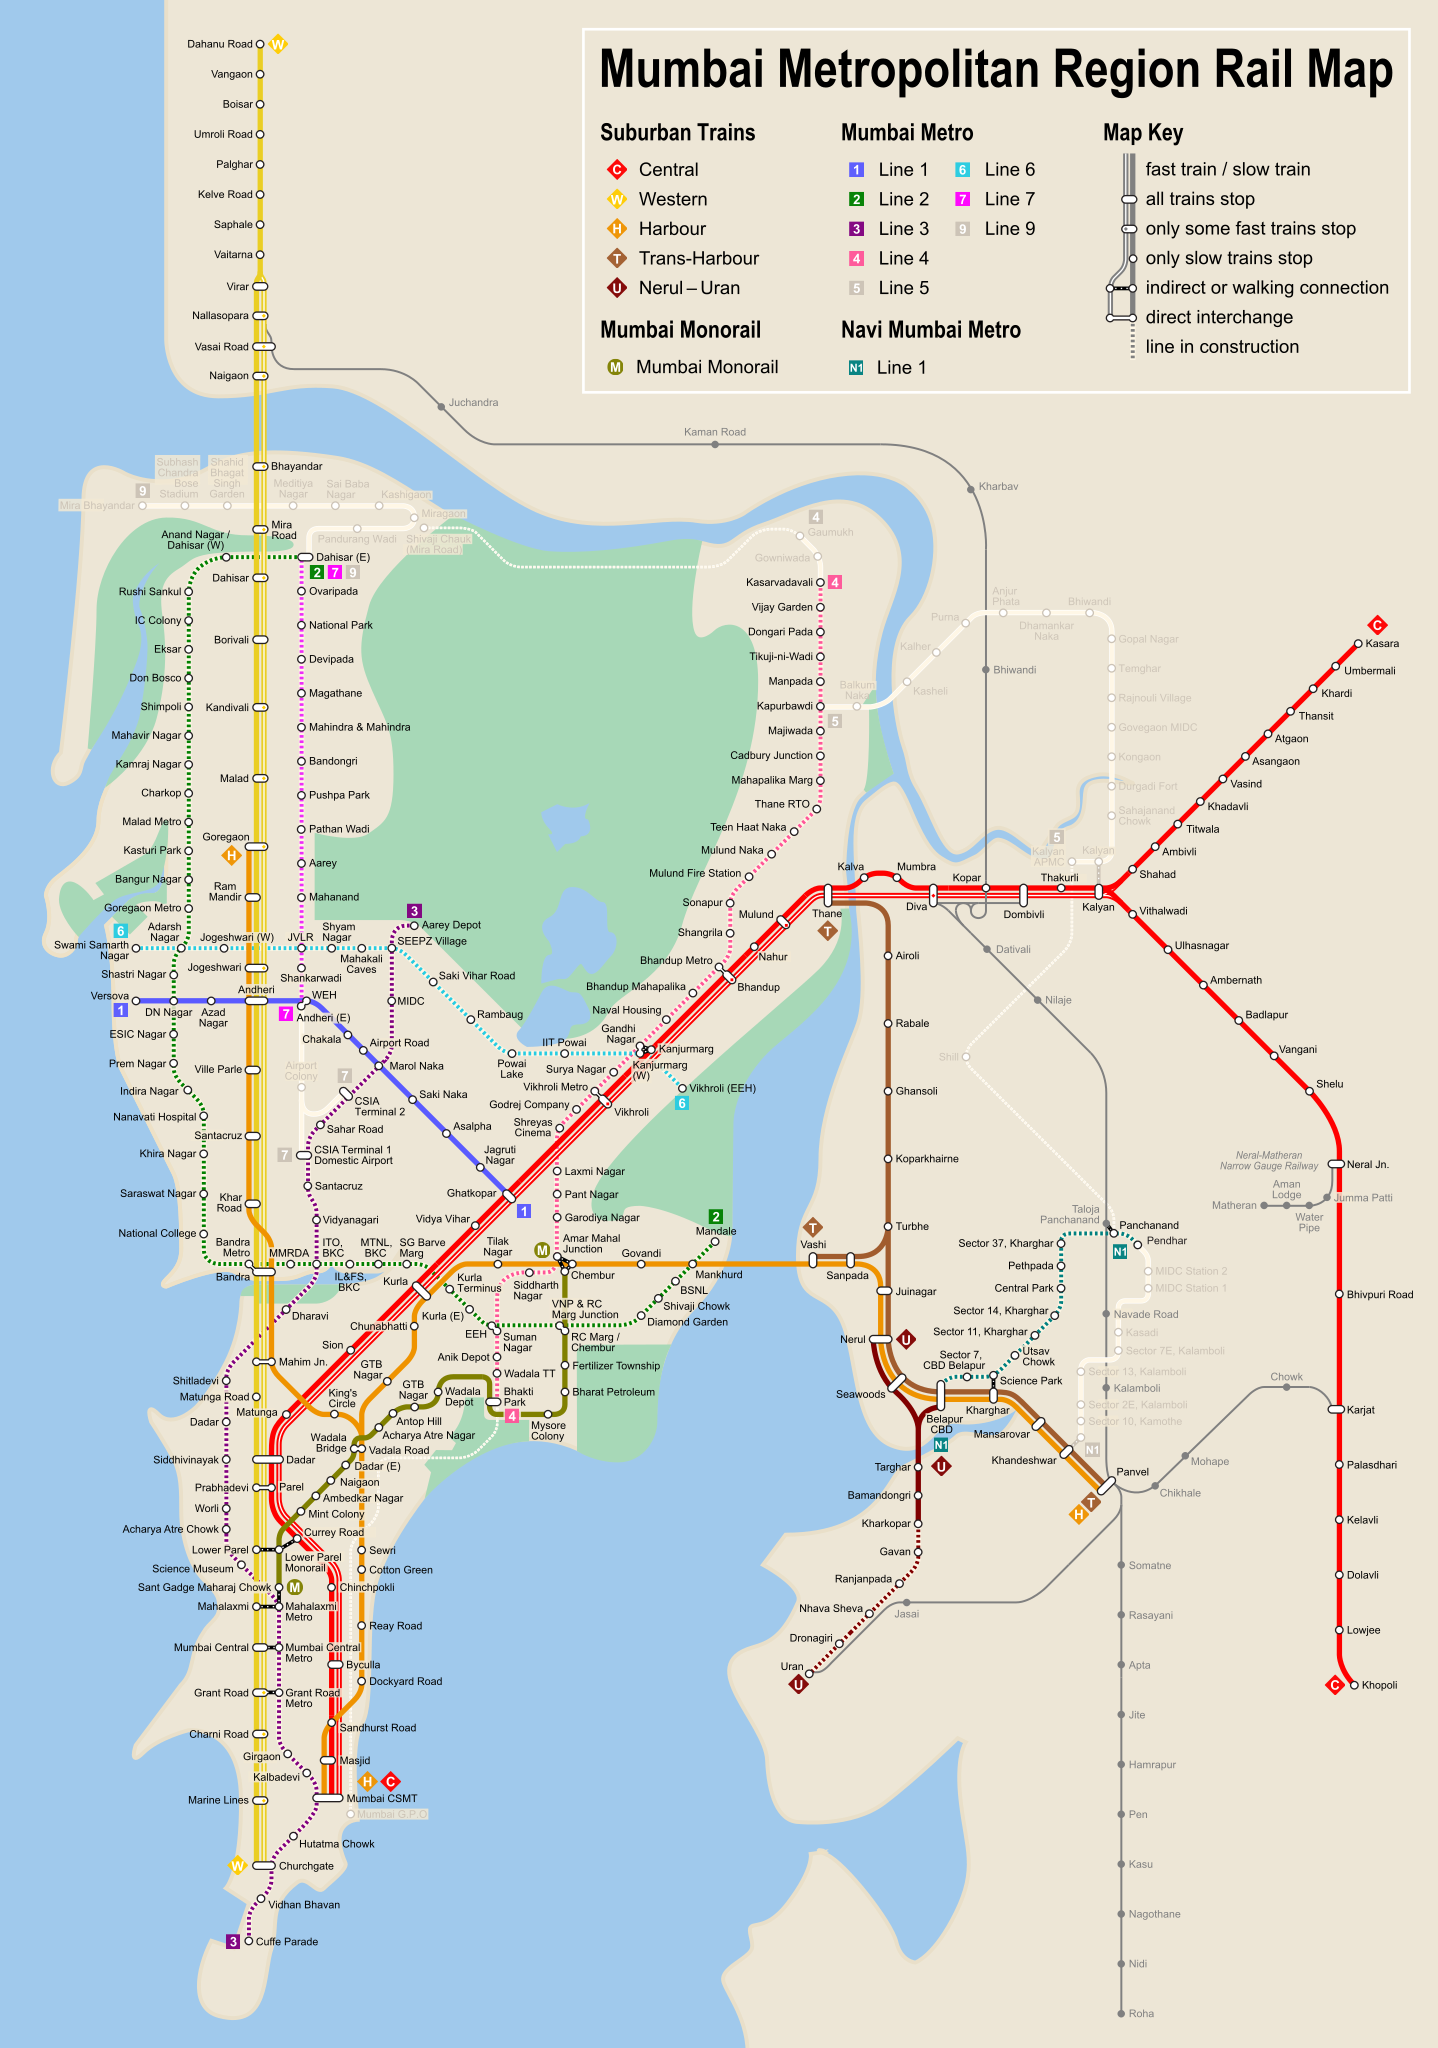 Mumbai Metropolitan Region Rail Map
Suburban Trains
C Central
W Western
H Harbour
T Trans-Harbour
U Nerul – Uran
Mumbai Monorail
M Mumbai Monorail
Mumbai Metro
1 Line 1
2 Line 2
3 Line 3
4 Line 4
5 Line 5
6 Line 6
7 Line 7
9 Line 9
Navi Mumbai Metro
N1 Line 1
Map Key
fast train / slow train
all trains stop
only some fast trains stop
only slow trains stop
indirect or walking connection
direct interchange
line in construction
Dahanu Road
W
Vangaon
Boisar
Umroli Road
Palghar
Kelve Road
Saphale
Vaitarna
Virar
Nallasopara
Vasai Road
Naigaon
Juchandra
Kaman Road
Kharbav
Bhiwandi
Bhayandar
Mira
Road
Dahisar
Borivali
Kandivali
Malad
Goregaon
H
Ram
Mandir
Jogeshwari
Andheri
Ville Parle
Santacruz
Khar
Road
Bandra
Mahim Jn.
Matunga Road
Dadar
Prabhadevi
Parel
Lower Parel
Mahalaxmi
Mumbai Central
Grant Road
Charni Road
Marine Lines
W
Churchgate
9
Mira Bhayandar
Subhash
Chandra
Bose
Stadium
Shahid
Bhagat
Singh
Garden
Meditiya
Nagar
Sai Baba
Nagar
Kashigaon
Miragaon
Shivaji Chauk
(Mira Road)
Pandurang Wadi
Anand Nagar /
Dahisar (W)
Dahisar (E)
2
7
9
Rushi Sankul
IC Colony
Eksar
Don Bosco
Shimpoli
Mahavir Nagar
Kamraj Nagar
Charkop
Malad Metro
Kasturi Park
Bangur Nagar
Goregaon Metro
Adarsh
Nagar
Shastri Nagar
DN Nagar
ESIC Nagar
Prem Nagar
Indira Nagar
Nanavati Hospital
Khira Nagar
Saraswat Nagar
National College
Bandra
Metro
MMRDA
ITO,
BKC
IL&FS,
BKC
MTNL,
BKC
SG Barve
Marg
Kurla
Terminus
Kurla (E)
EEH
Suman
Nagar
VNP & RC
Marg Junction
RC Marg /
Chembur
Diamond Garden
Shivaji Chowk
BSNL
Mankhurd
Mandale
2
Ovaripada
National Park
Devipada
Magathane
Mahindra & Mahindra
Bandongri
Pushpa Park
Pathan Wadi
Aarey
Mahanand
JVLR
Shankarwadi
7
Andheri (E)
Airport
Colony
7
CSIA
Terminal 2
7
CSIA Terminal 1
Domestic Airport
6
Swami Samarth
Nagar
Jogeshwari (W)
Shyam
Nagar
Mahakali
Caves
SEEPZ Village
Saki Vihar Road
Rambaug
Powai
Lake
IIT Powai
Kanjurmarg
(W)
Vikhroli (EEH)
6
Versova
1
Azad
Nagar
WEH
Chakala
Airport Road
Marol Naka
Saki Naka
Asalpha
Jagruti
Nagar
Ghatkopar
1
3
Aarey Depot
MIDC
Sahar Road
Santacruz
Vidyanagari
Dharavi
Shitladevi
Dadar
Siddhivinayak
Worli
Acharya Atre Chowk
Science Museum
Mahalaxmi
Metro
Mumbai Central
Metro
Grant Road
Metro
Girgaon
Kalbadevi
Hutatma Chowk
Vidhan Bhavan
3
Cuffe Parade
4
Gaumukh
Gowniwada
Kasarvadavali
4
Vijay Garden
Dongari Pada
Tikuji-ni-Wadi
Manpada
Kapurbawdi
5
Majiwada
Cadbury Junction
Mahapalika Marg
Thane RTO
Teen Haat Naka
Mulund Naka
Mulund Fire Station
Sonapur
Shangrila
Bhandup Metro
Bhandup Mahapalika
Naval Housing
Gandhi
Nagar
Surya Nagar
Vikhroli Metro
Godrej Company
Shreyas
Cinema
Laxmi Nagar
Pant Nagar
Garodiya Nagar
Amar Mahal
Junction
M
Siddharth
Nagar
Anik Depot
Wadala TT
Bhakti
Park
4
Balkum
Naka
Kasheli
Kalher
Purna
Anjur
Phata
Dhamankar
Naka
Bhiwandi
Gopal Nagar
Temghar
Rajnouli Village
Govegaon MIDC
Kongaon
Durgadi Fort
Sahajanand
Chowk
5
Kalyan
APMC
Kalyan
Shill
C
Kasara
Umbermali
Khardi
Thansit
Atgaon
Asangaon
Vasind
Khadavli
Titwala
Ambivli
Shahad
Kalyan
Thakurli
Dombivli
Kopar
Diva
Mumbra
Kalva
Thane
T
Mulund
Nahur
Bhandup
Kanjurmarg
Vikhroli
Vidya Vihar
Kurla
Sion
Matunga
Currey Road
Chinchpokli
Byculla
Sandhurst Road
Masjid
H
C
Mumbai CSMT
Mumbai G.P.O
Vithalwadi
Ulhasnagar
Ambernath
Badlapur
Vangani
Shelu
Neral Jn.
Neral-Matheran
Narrow Gauge Railway
Matheran
Aman
Lodge
Water
Pipe
Jumma Patti
Bhivpuri Road
Karjat
Palasdhari
Kelavli
Dolavli
Lowjee
C
Khopoli
Dativali
Nilaje
Taloja
Panchanand
Navade Road
Kalamboli
Chowk
Mohape
Chikhale
Somatne
Rasayani
Apta
Jite
Hamrapur
Pen
Kasu
Nagothane
Nidi
Roha
Jasai
Airoli
Rabale
Ghansoli
Koparkhairne
Turbhe
T
Vashi
Sanpada
Juinagar
Nerul
U
Seawoods
Belapur
CBD
N1
U
Kharghar
Mansarovar
Khandeshwar
Panvel
T
H
Targhar
Bamandongri
Kharkopar
Gavan
Ranjanpada
Nhava Sheva
Dronagiri
Uran
U
Panchanand
N1
Pendhar
Sector 37, Kharghar
Pethpada
Central Park
Sector 14, Kharghar
Sector 11, Kharghar
Utsav
Chowk
Sector 7,
CBD Belapur
Science Park
MIDC Station 2
MIDC Station 1
Kasadi
Sector 7E, Kalamboli
Sector 13, Kalamboli
Sector 2E, Kalamboli
Sector 10, Kamothe
N1
Tilak
Nagar
Chembur
Govandi
Chunabhatti
GTB
Nagar
King's
Circle
Vadala Road
Sewri
Cotton Green
Reay Road
Dockyard Road
Fertilizer Township
Bharat Petroleum
Mysore
Colony
Wadala
Depot
GTB
Nagar
Antop Hill
Acharya Atre Nagar
Wadala
Bridge
Dadar (E)
Naigaon
Ambedkar Nagar
Mint Colony
Lower Parel
Monorail
Sant Gadge Maharaj Chowk
M